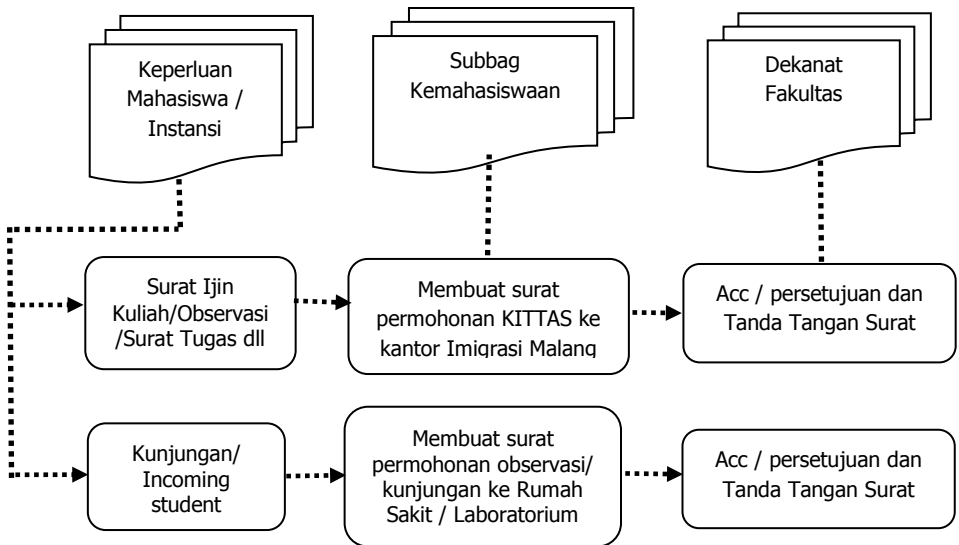 Keperluan
Mahasiswa /
Instansi
Subbag
Kemahasiswaan
Dekanat
Fakultas
Surat Ijin
Kuliah/Observasi
/Surat Tugas dll
Membuat surat
permohonan KITTAS ke
kantor Imigrasi Malang
Acc / persetujuan dan
Tanda Tangan Surat
Kunjungan/
Incoming
student
Membuat surat
permohonan observasi/
kunjungan ke Rumah
Sakit / Laboratorium
Acc / persetujuan dan
Tanda Tangan Surat